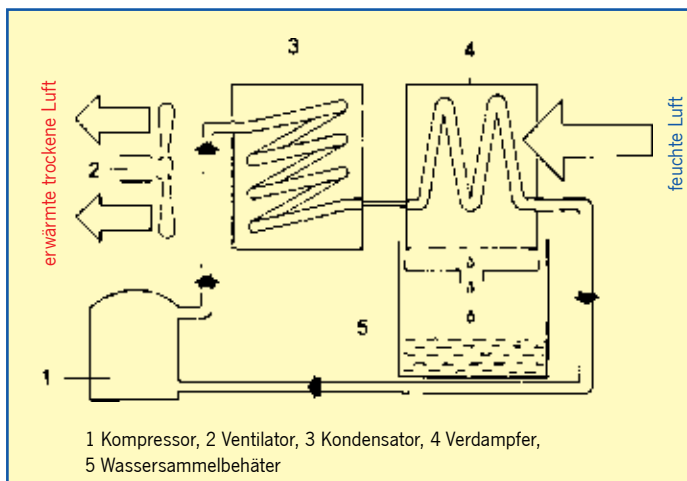 3
4
erwärmte trockene Luft
2
feuchte Luft
5
1
1 Kompressor, 2 Ventilator, 3 Kondensator, 4 Verdampfer,
5 Wassersammelbehäter